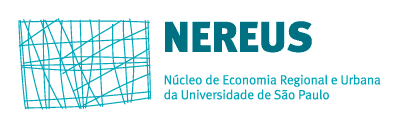 NEREUS
Núcleo de Economia Regional e Urbana
da Universidade de São Paulo